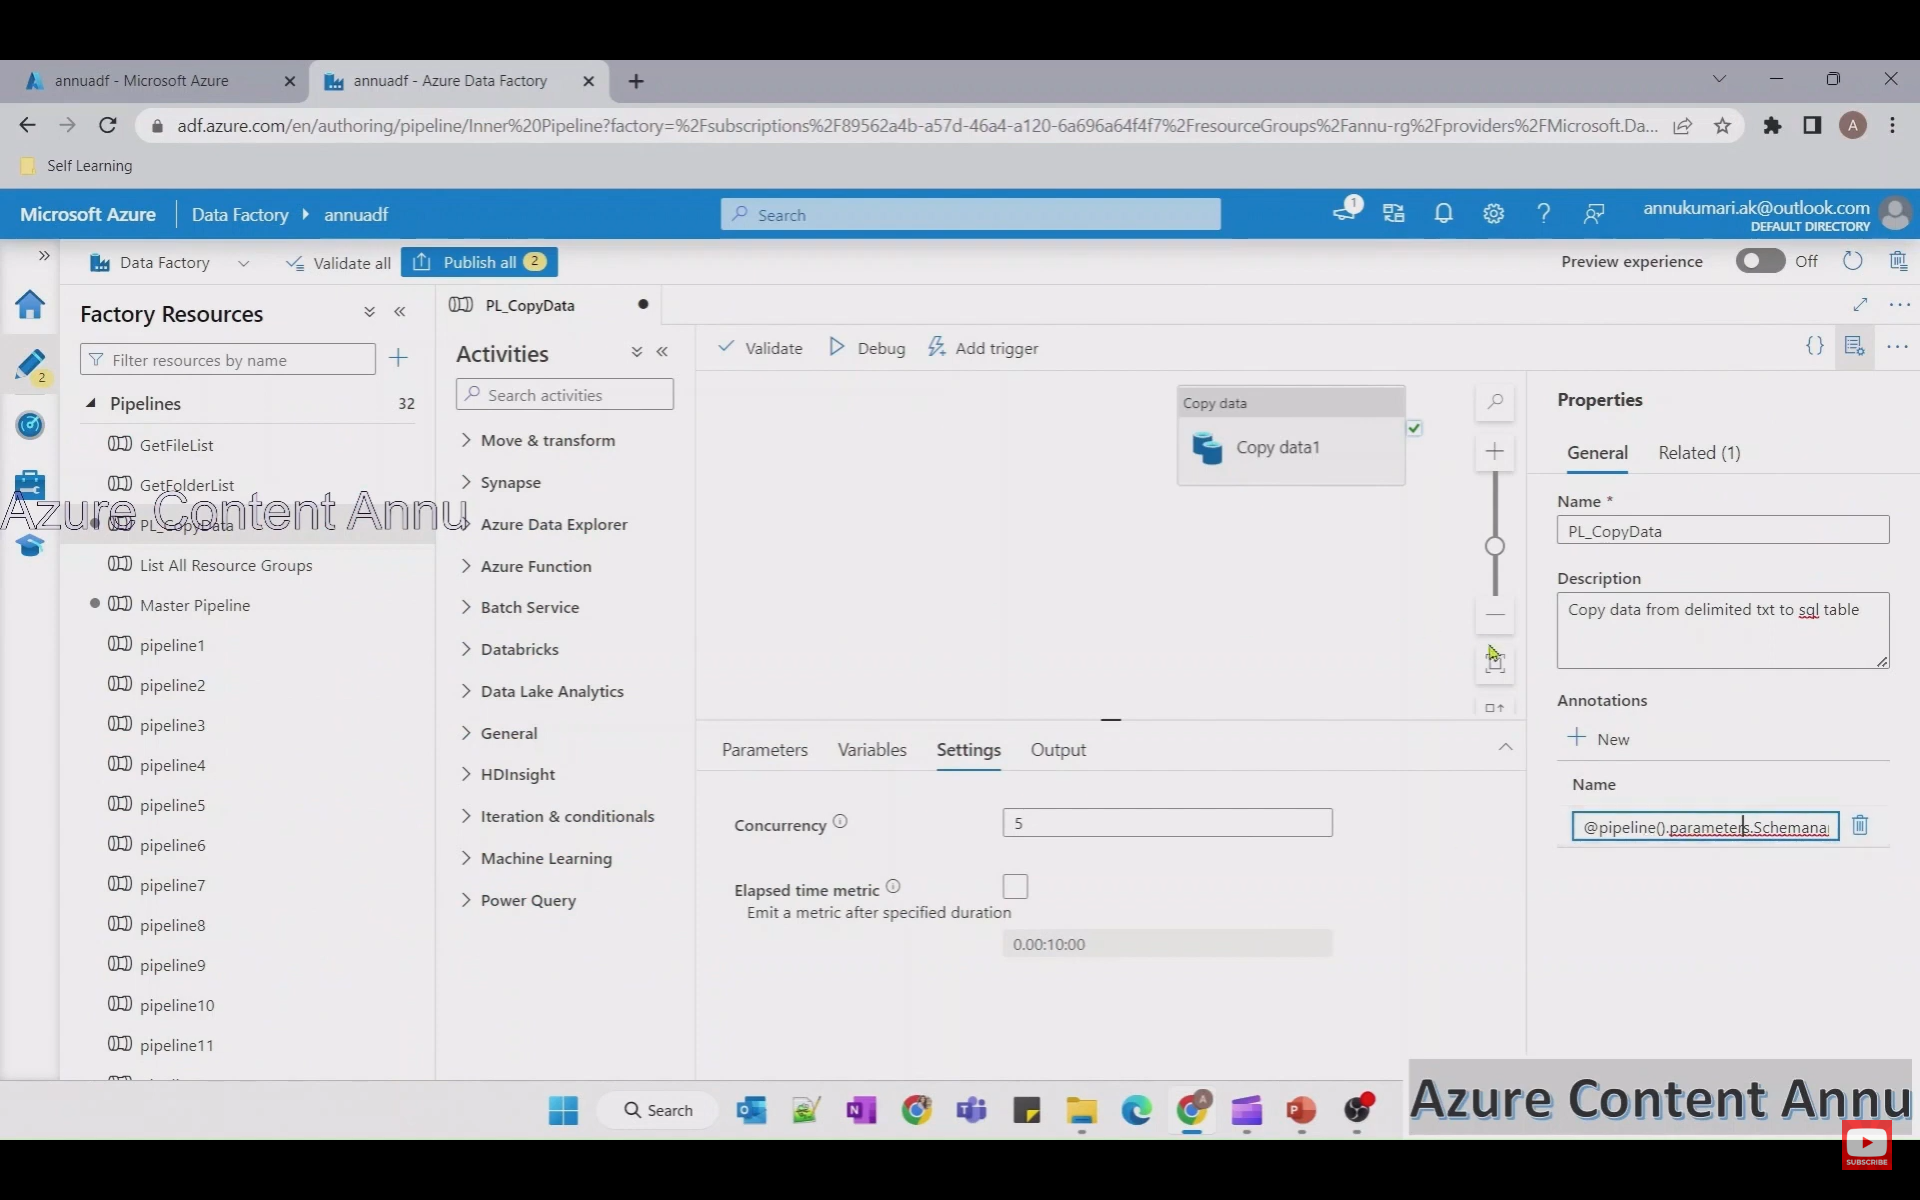 annuadf - Microsoft Azure
annuadf - Azure Data Factory
adf.azure.com/en/authoring/pipeline/Inner%20Pipeline?factory=%2Fsubscriptions%2F89562a4b-a57d-46a4-a120-6a696a64f4f7%2FresourceGroups%2Fannu-rg%2Fproviders%2FMicrosoft.Da...
A
Self Learning
Microsoft Azure
Data Factory
annuadf
Search
1
annukumari.ak@outlook.com
DEFAULT DIRECTORY
Data Factory
Validate all
Publish all 2
Preview experience
Off
2
Factory Resources
Filter resources by name
Pipelines 32
GetFileList
GetFolderList
PL_CopyData
List All Resource Groups
Master Pipeline
pipeline1
pipeline2
pipeline3
pipeline4
pipeline5
pipeline6
pipeline7
pipeline8
pipeline9
pipeline10
pipeline11
Azure Content Annu
PL_CopyData
Activities
Search activities
Move & transform
Synapse
Azure Data Explorer
Azure Function
Batch Service
Databricks
Data Lake Analytics
General
HDInsight
Iteration & conditionals
Machine Learning
Power Query
Validate
Debug
Add trigger
Copy data
Copy data1
Parameters
Variables
Settings
Output
Concurrency
5
Elapsed time metric
Emit a metric after specified duration
0.00:10:00
Properties
General
Related (1)
Name *
PL_CopyData
Description
Copy data from delimited txt to sql table
Annotations
New
Name
@pipeline().parameters.Schemana
Search
A
Azure Content Annu
SUBSCRIBE